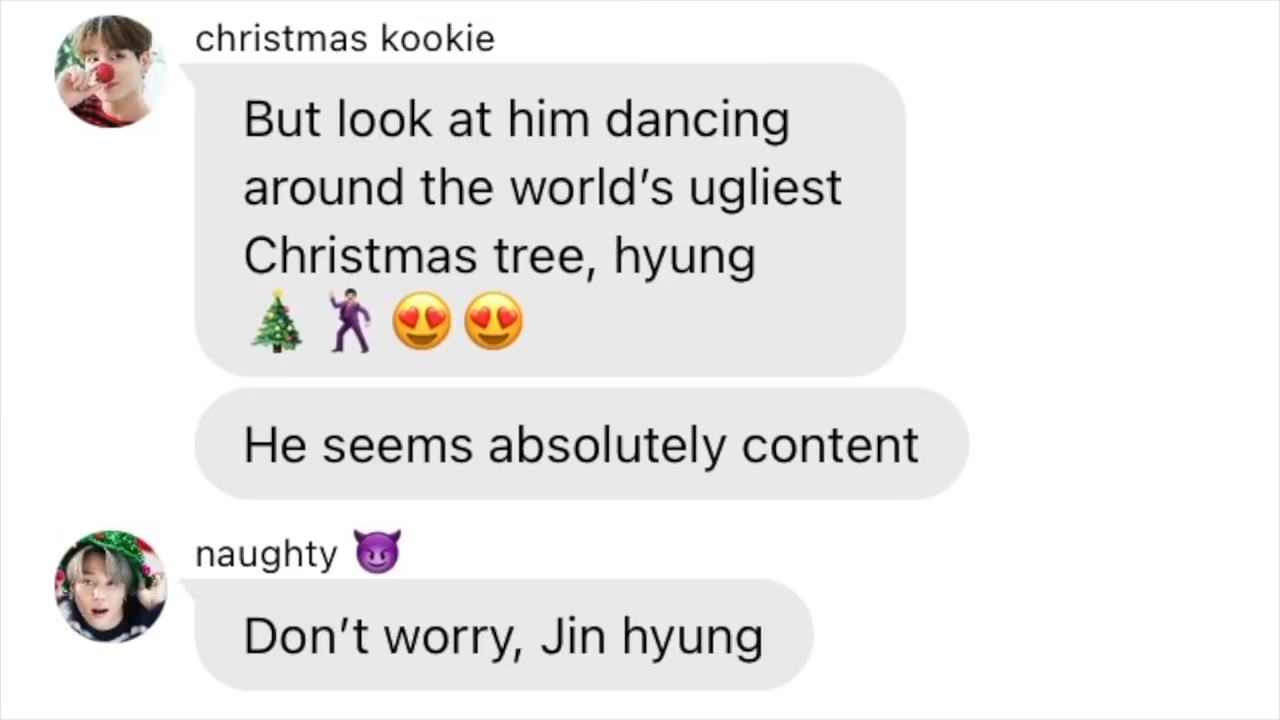 christmas kookie
But look at him dancing
around the world’s ugliest
Christmas tree, hyung
🎄🕺🏻😍😍
He seems absolutely content
naughty 😈
Don’t worry, Jin hyung